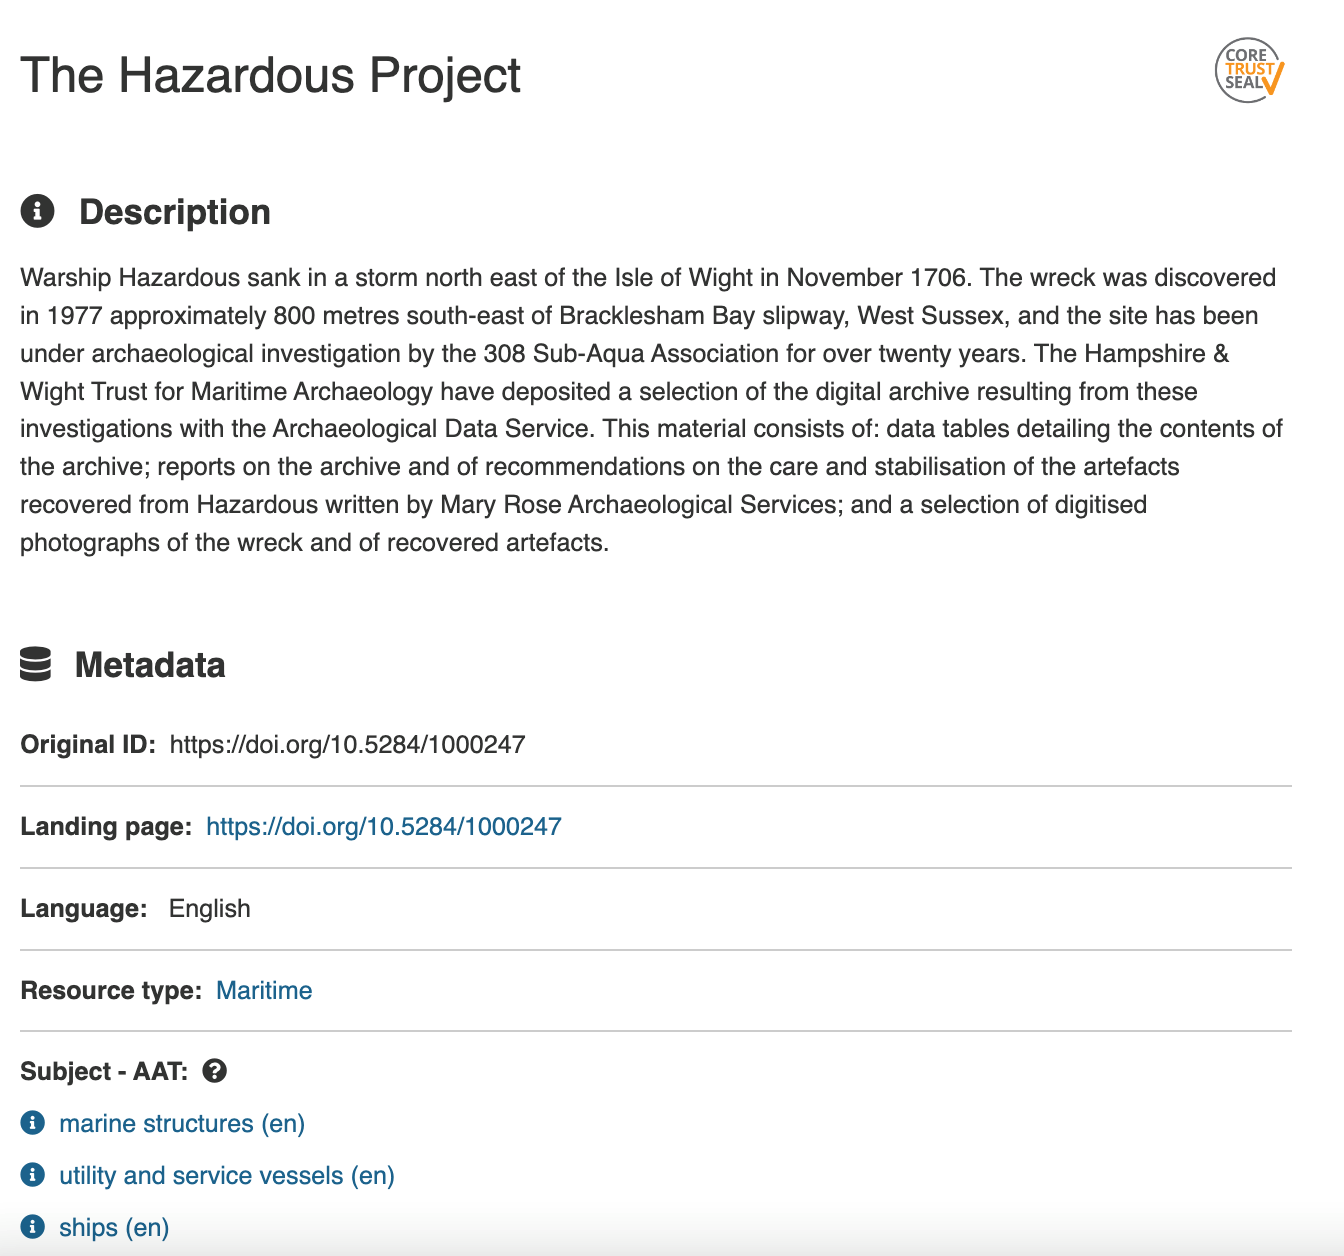 The Hazardous Project
CORE
TRUST
SEAL
Description
Warship Hazardous sank in a storm north east of the Isle of Wight in November 1706. The wreck was discovered
in 1977 approximately 800 metres south-east of Bracklesham Bay slipway, West Sussex, and the site has been
under archaeological investigation by the 308 Sub-Aqua Association for over twenty years. The Hampshire &
Wight Trust for Maritime Archaeology have deposited a selection of the digital archive resulting from these
investigations with the Archaeological Data Service. This material consists of: data tables detailing the contents of
the archive; reports on the archive and of recommendations on the care and stabilisation of the artefacts
recovered from Hazardous written by Mary Rose Archaeological Services; and a selection of digitised
photographs of the wreck and of recovered artefacts.
Metadata
Original ID: https://doi.org/10.5284/1000247
Landing page: https://doi.org/10.5284/1000247
Language: English
Resource type: Maritime
Subject - AAT:
marine structures (en)
utility and service vessels (en)
ships (en)